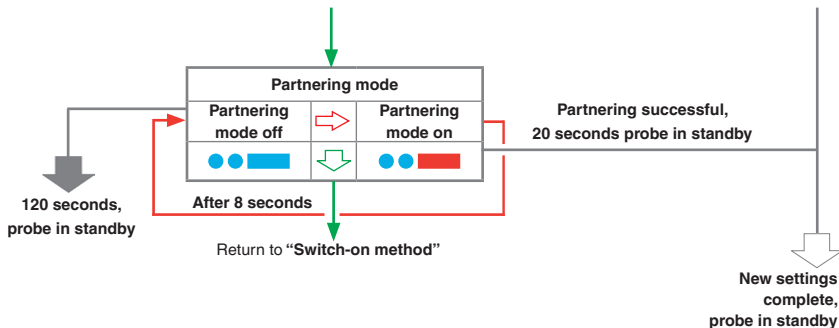 Partnering mode
Partnering
mode off
Partnering
mode on
Partnering successful,
20 seconds probe in standby
120 seconds,
probe in standby
After 8 seconds
Return to “Switch-on method”
New settings
complete,
probe in standby